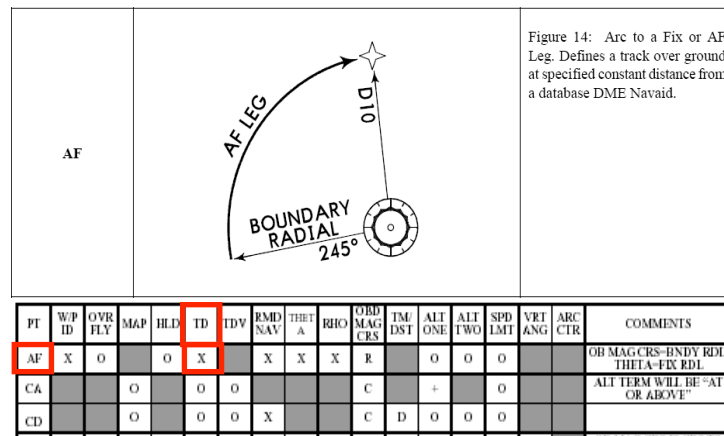 Figure 14: Arc to a Fix or AF
Leg. Defines a track over ground
at specified constant distance from
a database DME Navaid.
AF
AF LEG
D10
BOUNDARY
RADIAL
245°
PT W/P ID OVR FLY MAP HLD TD TDV RMD NAV THET A RHO OBD MAG CRS TM/ DST ALT ONE ALT TWO SPD LMT VRT ANG ARC CTR COMMENTS
AF X O O X X X X R O O O OB MAG CRS=BNDY RDL THETA=FIX RDL
CA O O O C + O ALT TERM WILL BE "AT OR ABOVE"
CD O O O X C D O O O